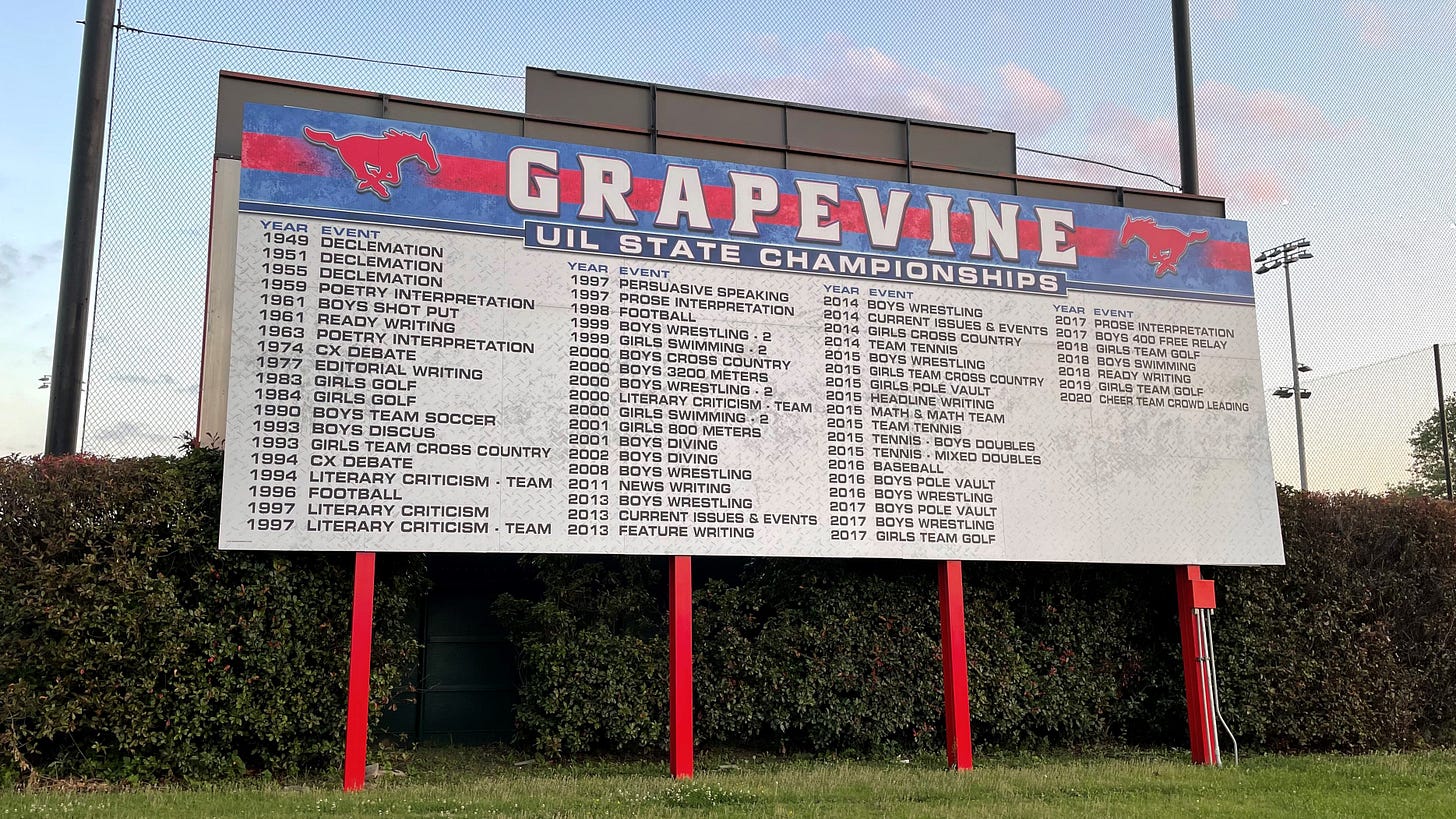 GRAPEVINE
UIL STATE CHAMPIONSHIPS
YEAR EVENT
1949 DECLEMATION
1951 DECLEMATION
1955 DECLEMATION
1959 POETRY INTERPRETATION
1961 BOYS SHOT PUT
1961 READY WRITING
1963 POETRY INTERPRETATION
1974 CX DEBATE
1977 EDITORIAL WRITING
1983 GIRLS GOLF
1984 GIRLS GOLF
1990 BOYS TEAM SOCCER
1993 BOYS DISCUS
1993 GIRLS TEAM CROSS COUNTRY
1994 CX DEBATE
1994 LITERARY CRITICISM - TEAM
1996 FOOTBALL
1997 LITERARY CRITICISM
1997 LITERARY CRITICISM - TEAM
YEAR EVENT
1997 PERSUASIVE SPEAKING
1997 PROSE INTERPRETATION
1998 FOOTBALL
1999 BOYS WRESTLING - 2
1999 GIRLS SWIMMING - 2
2000 BOYS CROSS COUNTRY
2000 BOYS 3200 METERS
2000 BOYS WRESTLING - 2
2000 LITERARY CRITICISM - TEAM
2000 GIRLS SWIMMING - 2
2001 GIRLS 800 METERS
2001 BOYS DIVING
2002 BOYS DIVING
2008 BOYS WRESTLING
2011 NEWS WRITING
2013 BOYS WRESTLING
2013 CURRENT ISSUES & EVENTS
2013 FEATURE WRITING
YEAR EVENT
2014 BOYS WRESTLING
2014 CURRENT ISSUES & EVENTS
2014 GIRLS CROSS COUNTRY
2014 TEAM TENNIS
2015 BOYS WRESTLING
2015 GIRLS TEAM CROSS COUNTRY
2015 GIRLS POLE VAULT
2015 HEADLINE WRITING
2015 MATH & MATH TEAM
2015 TEAM TENNIS
2015 TENNIS - BOYS DOUBLES
2015 TENNIS - MIXED DOUBLES
2016 BASEBALL
2016 BOYS POLE VAULT
2016 BOYS WRESTLING
2017 BOYS POLE VAULT
2017 BOYS WRESTLING
2017 GIRLS TEAM GOLF
YEAR EVENT
2017 PROSE INTERPRETATION
2017 BOYS 400 FREE RELAY
2018 GIRLS TEAM GOLF
2018 BOYS SWIMMING
2018 READY WRITING
2019 GIRLS TEAM GOLF
2020 CHEER TEAM CROWD LEADING